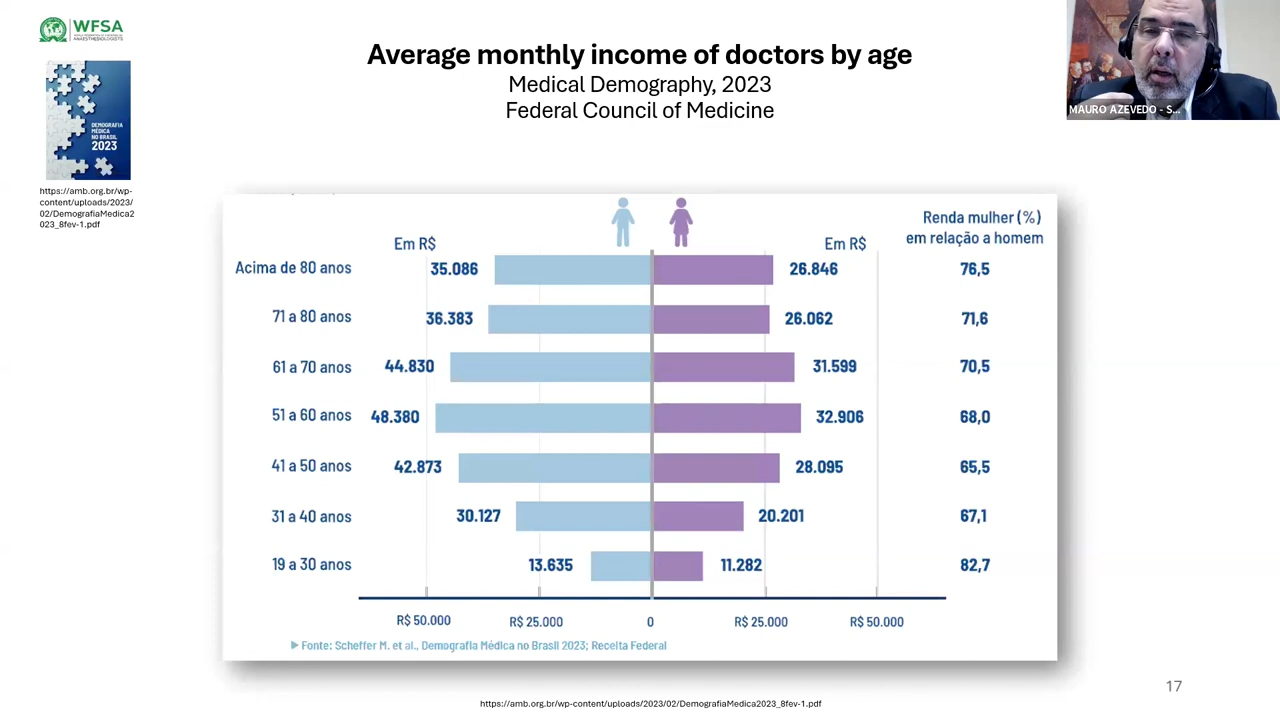 WFSA
DEMOGRAFIA
MÉDICA
NO BRASIL
2023
https://amb.org.br/wp-
content/uploads/2023/
02/DemografiaMedica2
023_8fev-1.pdf
Average monthly income of doctors by age
Medical Demography, 2023
Federal Council of Medicine
MAURO AZEVEDO - S...
Em R$ Em R$ Renda mulher (%)
em relação a homem
Acima de 80 anos 35.086 26.846 76,5
71 a 80 anos 36.383 26.062 71,6
61 a 70 anos 44.830 31.599 70,5
51 a 60 anos 48.380 32.906 68,0
41 a 50 anos 42.873 28.095 65,5
31 a 40 anos 30.127 20.201 67,1
19 a 30 anos 13.635 11.282 82,7
R$ 50.000 R$ 25.000 0 R$ 25.000 R$ 50.000
Fonte: Scheffer M. et al., Demografia Médica no Brasil 2023; Receita Federal
17
https://amb.org.br/wp-content/uploads/2023/02/DemografiaMedica2023_8fev-1.pdf